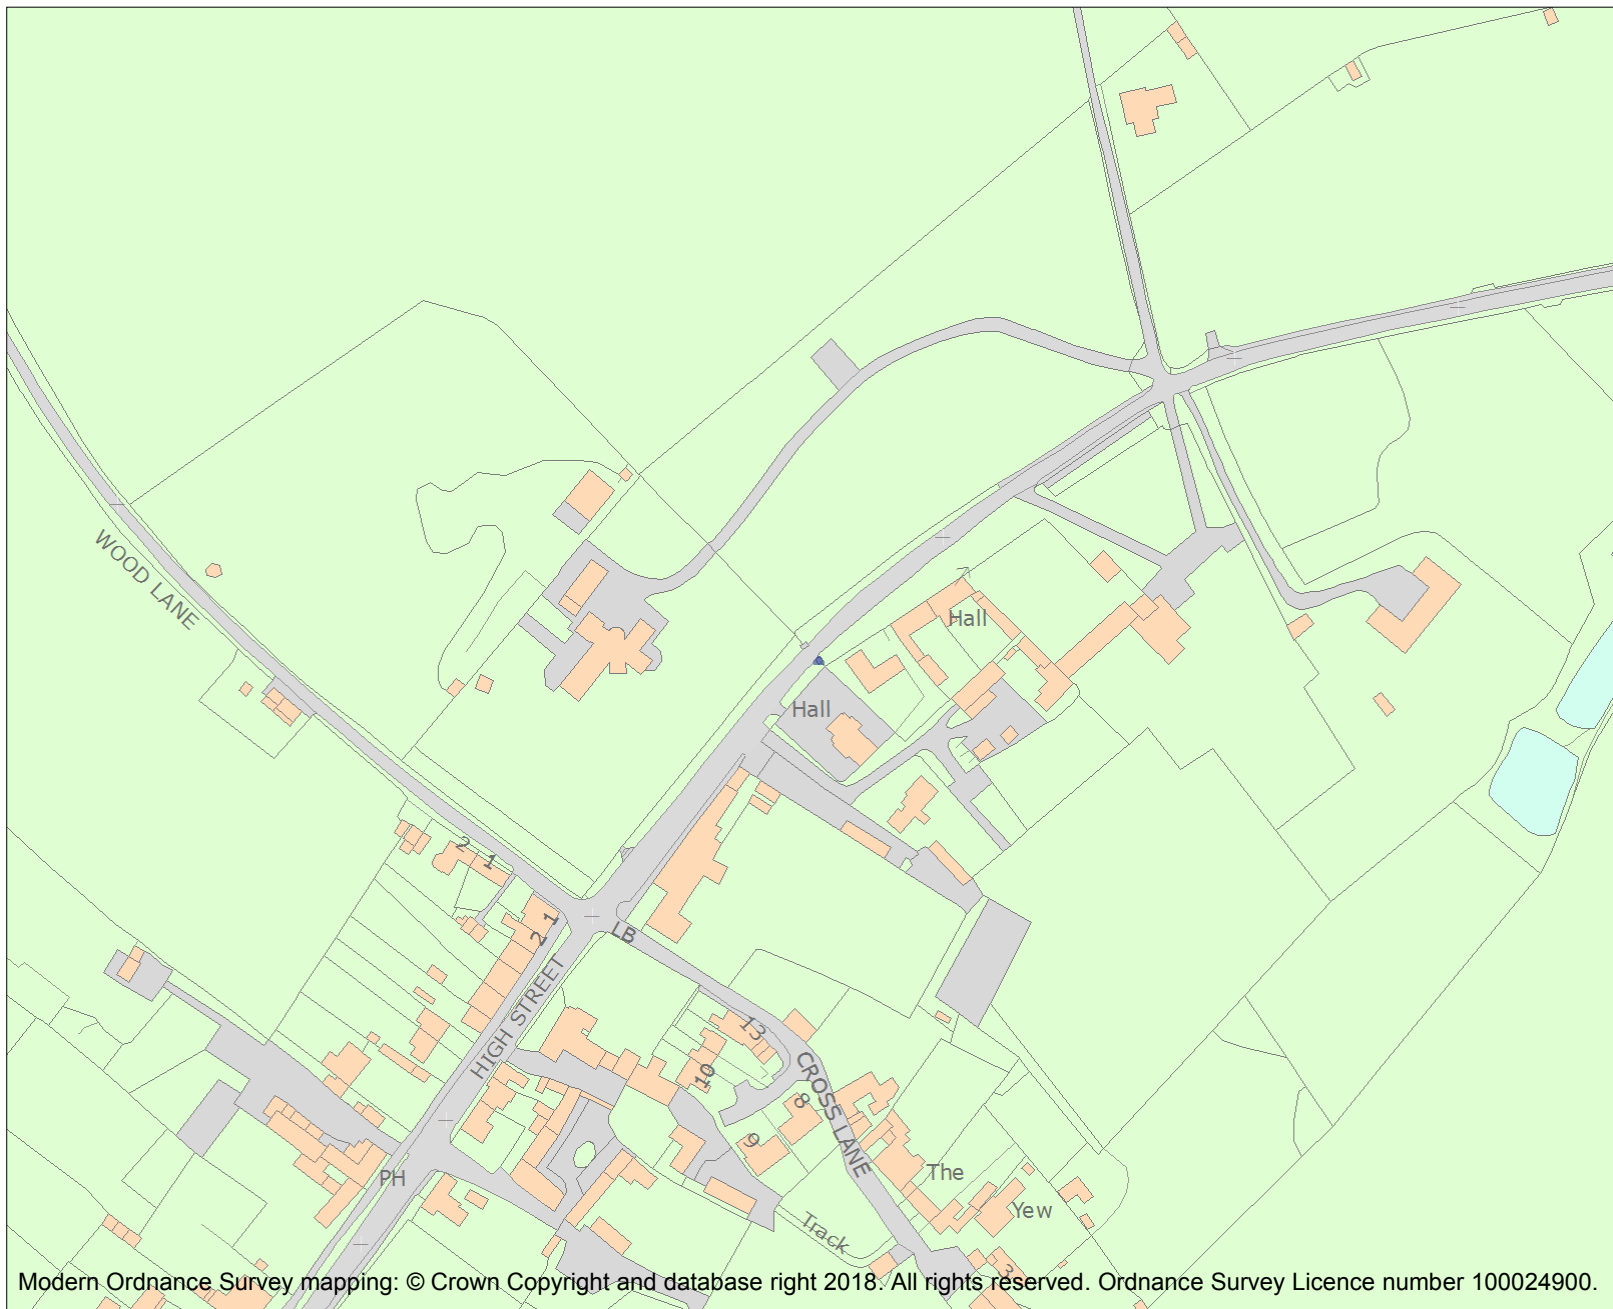 WOOD LANE
Hall
Hall
2
1
1
2
LB
HIGH STREET
13
10
CROSS LANE
8
9
The
PH
Yew
Track
3
Modern Ordnance Survey mapping: © Crown Copyright and database right 2018. All rights reserved. Ordnance Survey Licence number 100024900.